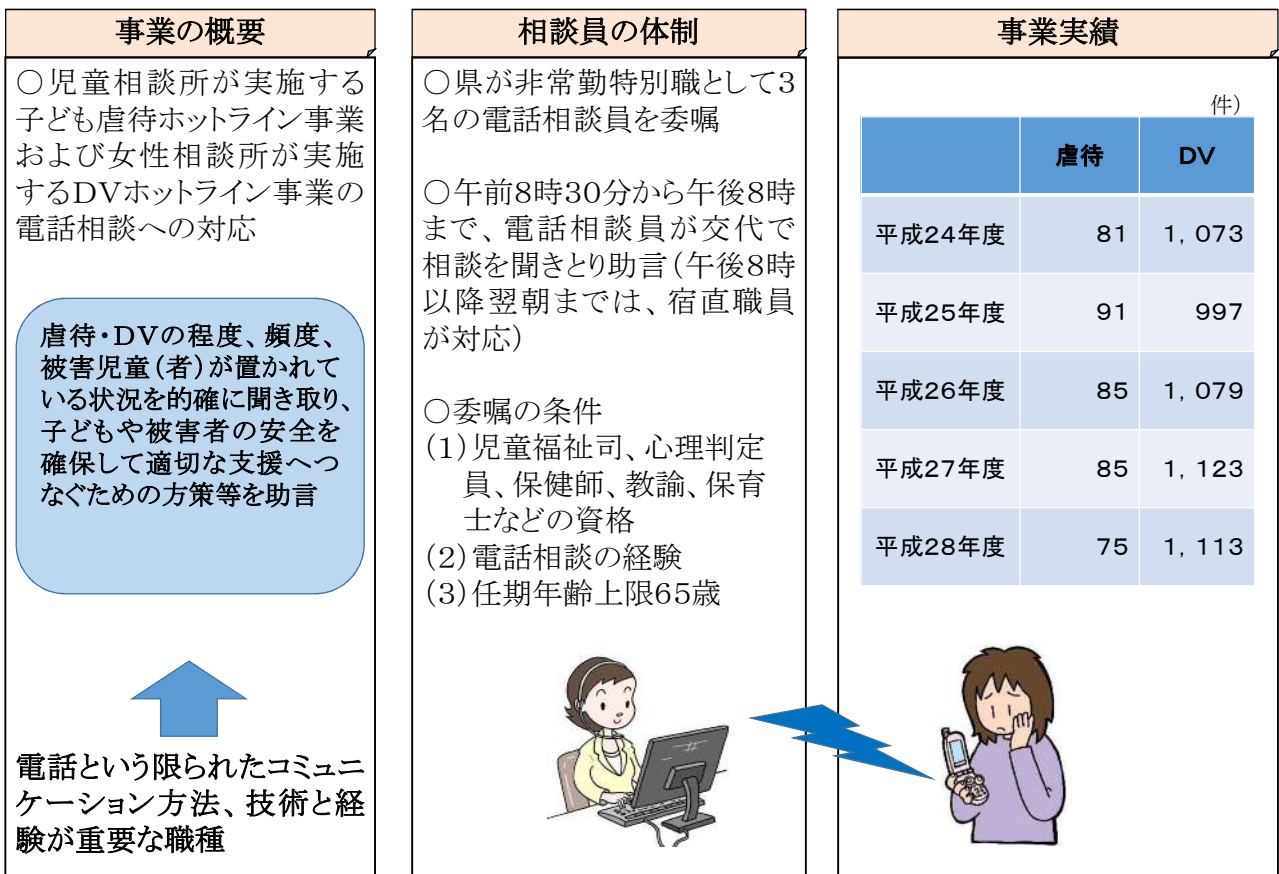 事業の概要
○児童相談所が実施する
子ども虐待ホットライン事業
および女性相談所が実施
するDVホットライン事業の
電話相談への対応
虐待・DVの程度、頻度、
被害児童(者)が置かれて
いる状況を的確に聞き取り、
子どもや被害者の安全を
確保して適切な支援へつ
なぐための方策等を助言
電話という限られたコミュニ
ケーション方法、技術と経
験が重要な職種
相談員の体制
○県が非常勤特別職として3
名の電話相談員を委嘱
○午前8時30分から午後8時
まで、電話相談員が交代で
相談を聞きとり助言(午後8時
以降翌朝までは、宿直職員
が対応)
○委嘱の条件
(1)児童福祉司、心理判定
員、保健師、教諭、保育
士などの資格
(2)電話相談の経験
(3)任期年齢上限65歳
事業実績
件)
虐待 DV
平成24年度 81 1,073
平成25年度 91 997
平成26年度 85 1,079
平成27年度 85 1,123
平成28年度 75 1,113